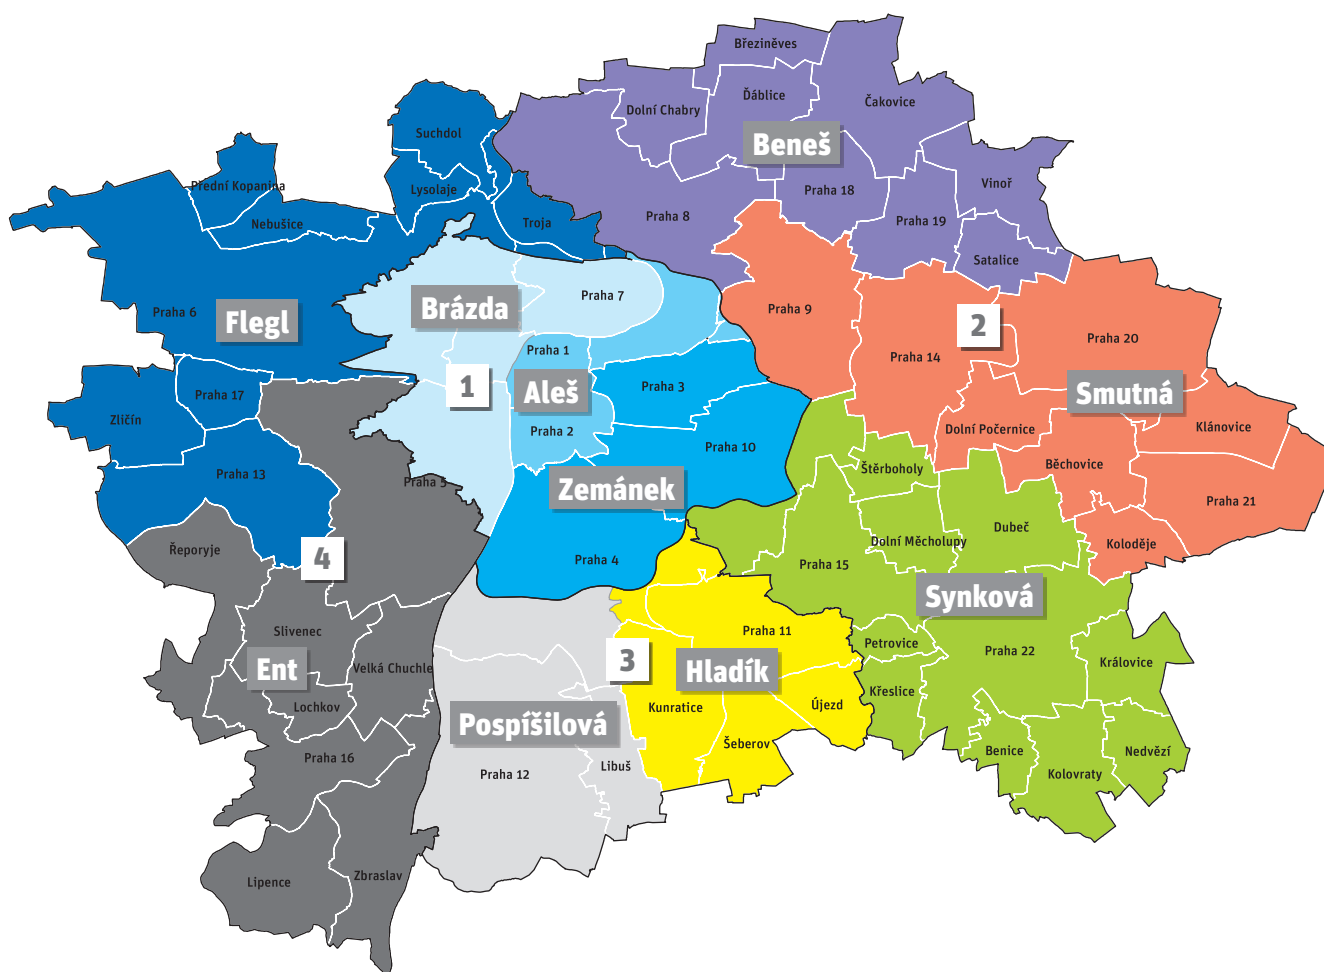 Březiněves
Ďáblice
Čakovice
Dolní Chabry
Suchdol
Beneš
Přední Kopanina
Lysolaje
Vinoř
Praha 18
Nebušice
Troja
Praha 8
Praha 19
Satalice
Praha 7
Brázda
Praha 6
Flegl
Praha 9
2
Praha 20
Praha 1
Praha 14
1
Praha 3
Aleš
Smutná
Praha 17
Zličín
Praha 2
Dolní Počernice
Klánovice
Praha 10
Praha 13
Praha 5
Štěrboholy
Běchovice
Zemánek
Praha 21
Dubeč
Řeporyje
Dolní Měcholupy
Koloděje
4
Praha 4
Praha 15
Synková
Slivenec
Praha 11
Petrovice
Praha 22
Královice
Ent
Velká Chuchle
3
Hladík
Křeslice
Lochkov
Kunratice
Újezd
Pospíšilová
Šeberov
Benice
Nedvězí
Praha 16
Praha 12
Libuš
Kolovraty
Lipence
Zbraslav